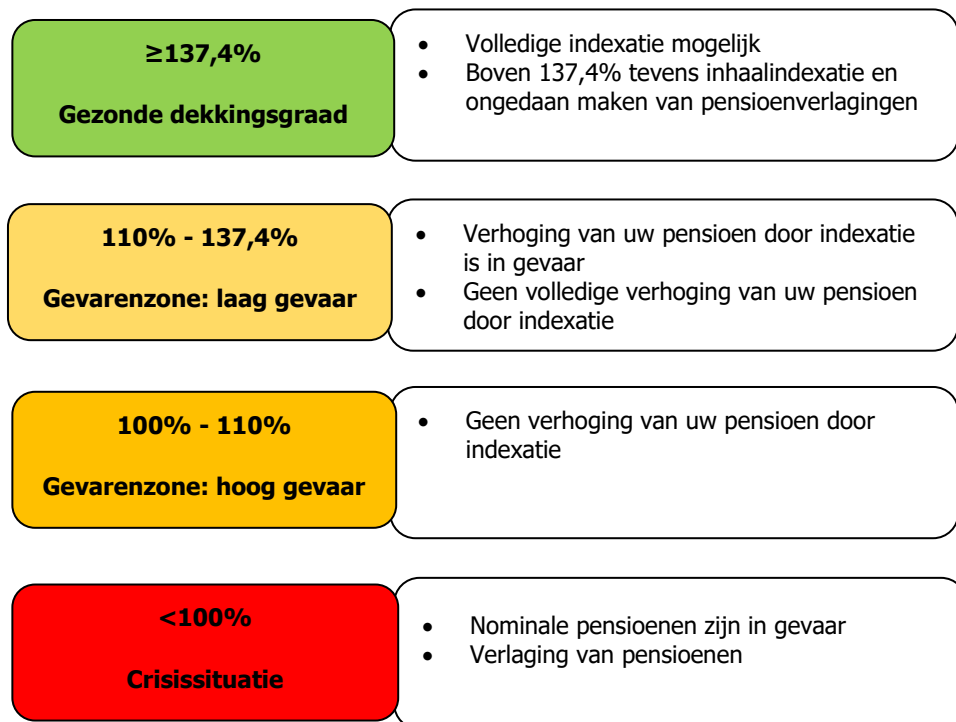 ≥137,4%
Gezonde dekkingsgraad
• Volledige indexatie mogelijk
• Boven 137,4% tevens inhaalindexatie en
ongedaan maken van pensioenverlagingen
110% - 137,4%
Gevarenzone: laag gevaar
• Verhoging van uw pensioen door indexatie
is in gevaar
• Geen volledige verhoging van uw pensioen
door indexatie
100% - 110%
Gevarenzone: hoog gevaar
• Geen verhoging van uw pensioen door
indexatie
<100%
Crisissituatie
• Nominale pensioenen zijn in gevaar
• Verlaging van pensioenen